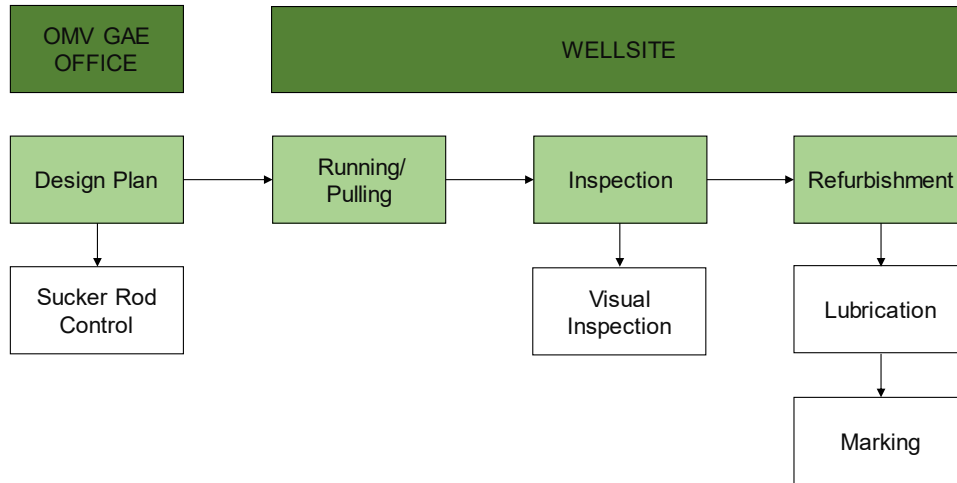 OMV GAE
OFFICE
WELLSITE
Design Plan
Running/
Pulling
Inspection
Refurbishment
Sucker Rod
Control
Visual
Inspection
Lubrication
Marking